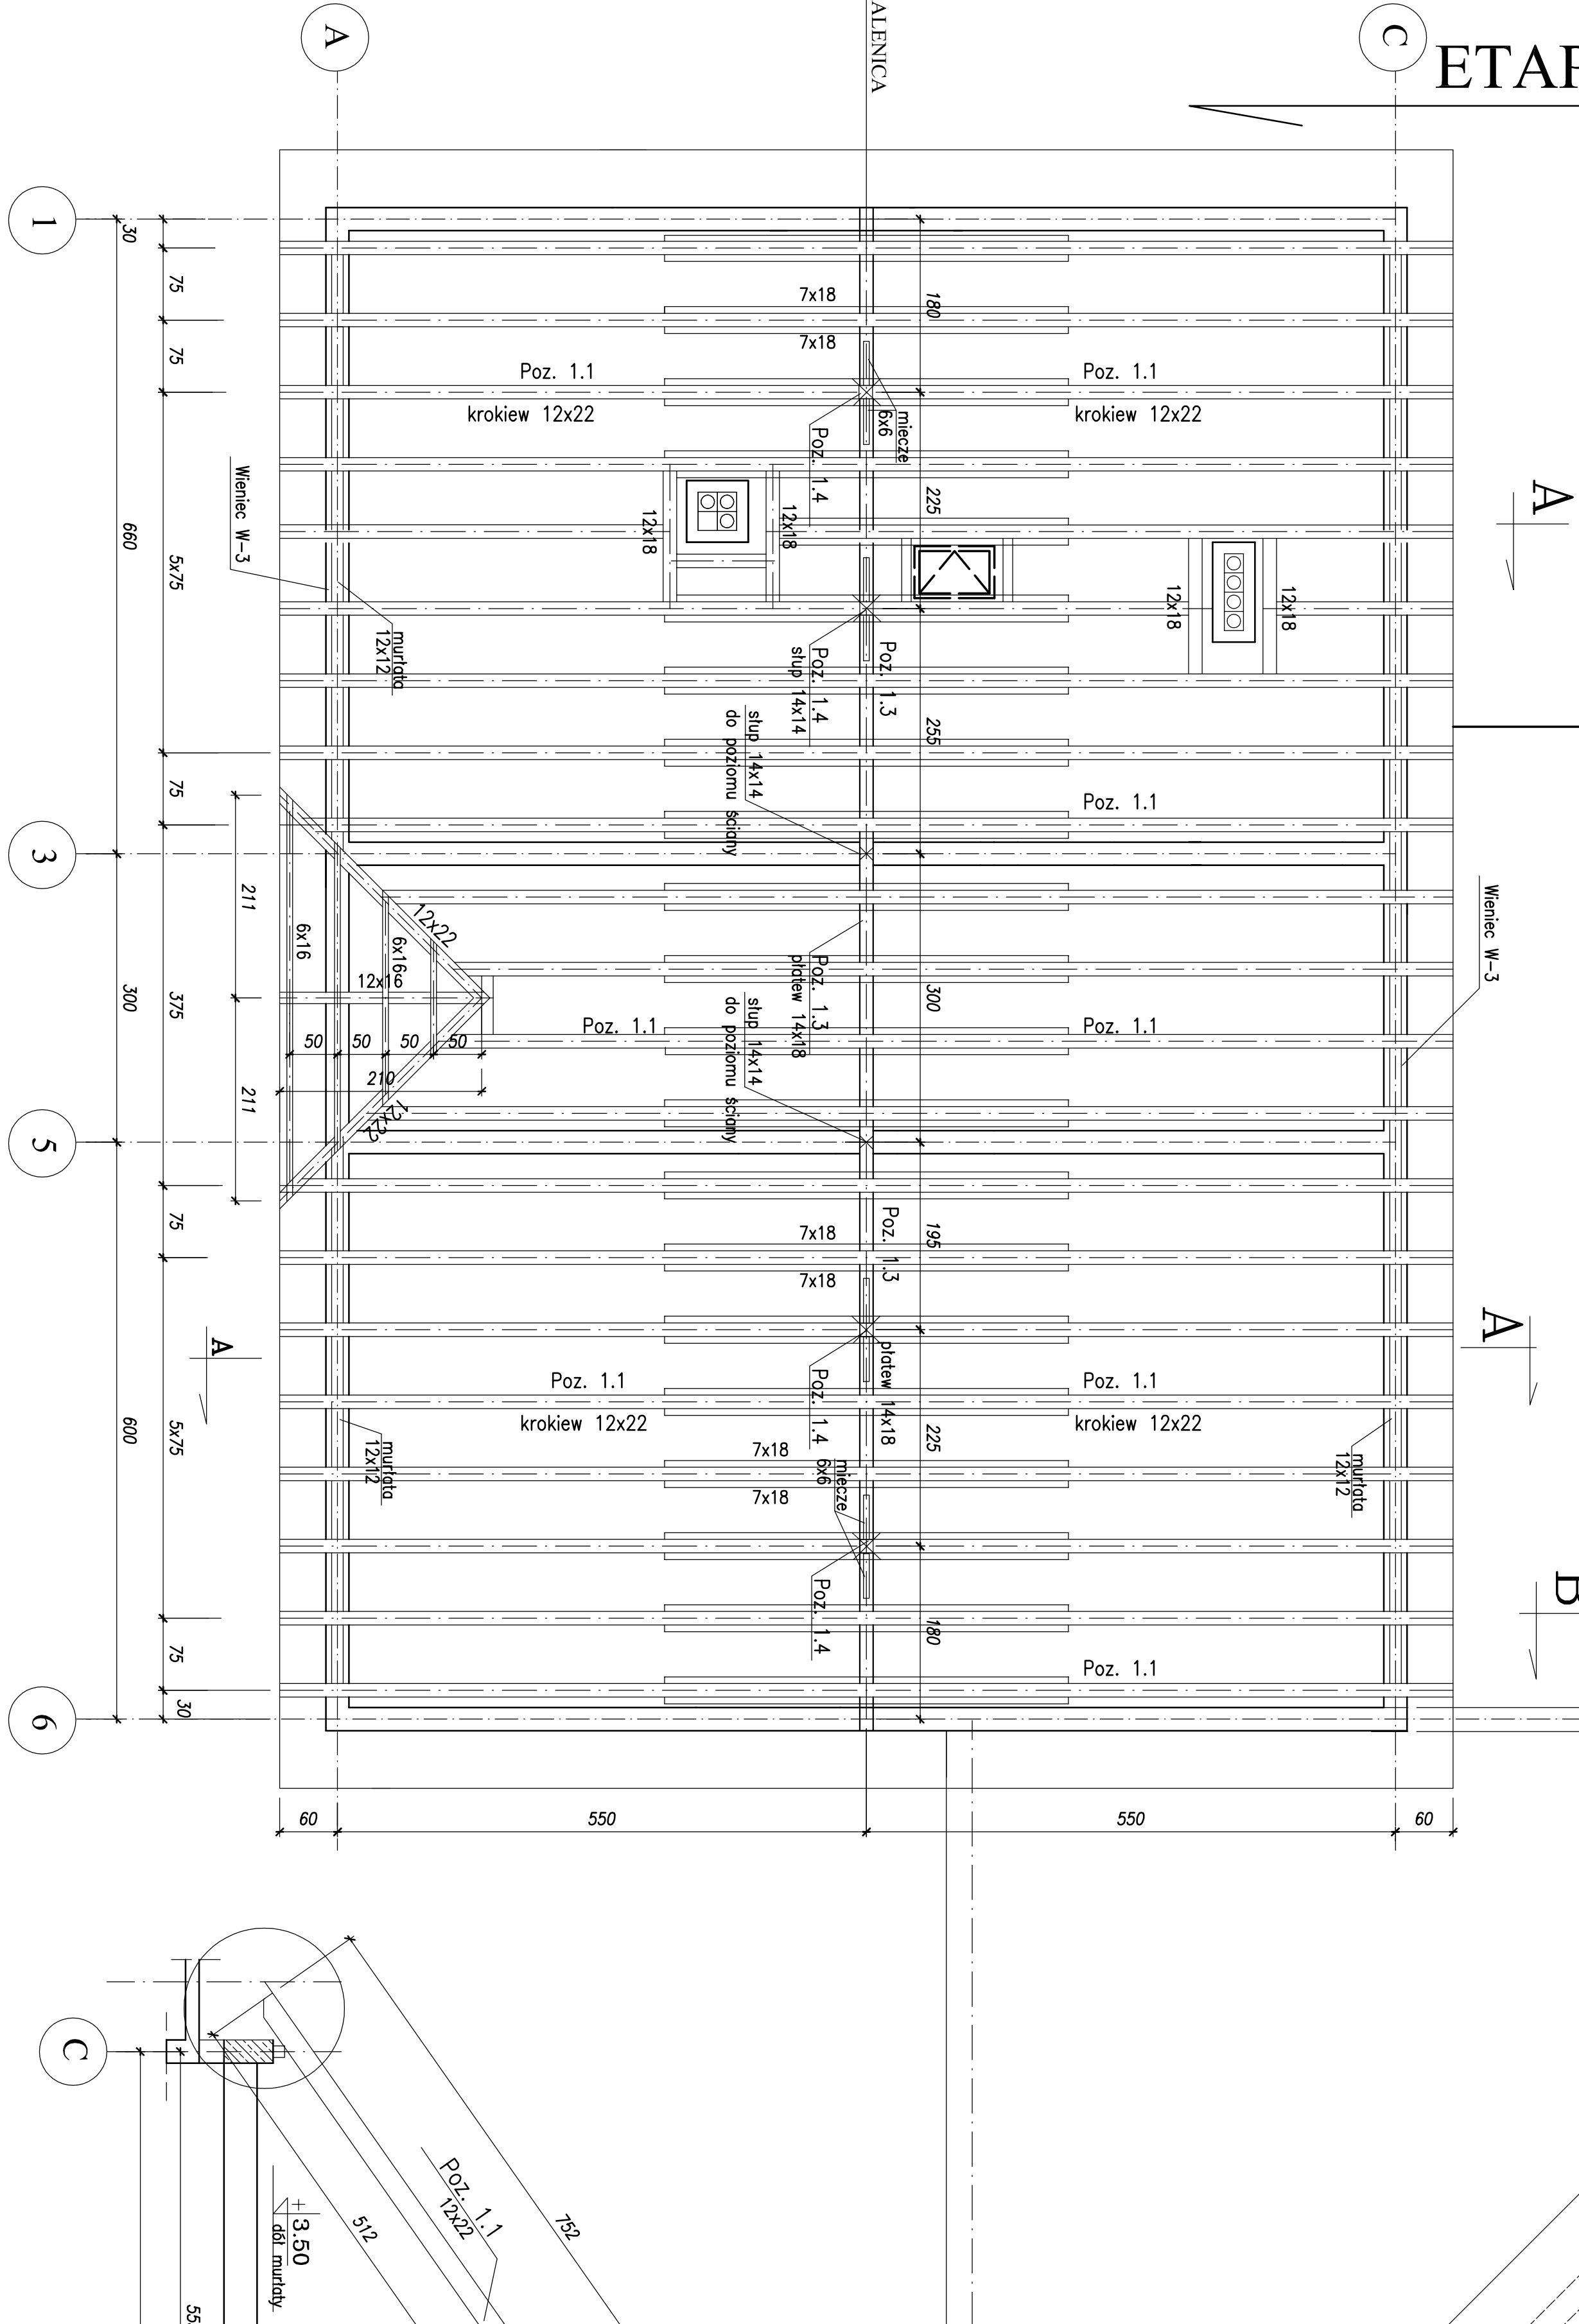 A
ALENICA
C
ETAP
A
1
30
75
75
660
5x75
75
3
211
300
375
211
5
75
600
5x75
75
30
6
Wieniec W-3
murłata
12x12
7x18
7x18
180
Poz. 1.1
krokiew 12x22
Poz. 1.1
krokiew 12x22
miecze
6x6
Poz. 1.4
225
12x18
12x18
12x18
12x18
Poz. 1.3
Poz. 1.4
słup 14x14
255
słup 14x14
do poziomu ściany
Poz. 1.1
Wieniec W-3
12x22
6x16
6x16
12x16
50
50
50
50
210
12x22
Poz. 1.1
Poz. 1.3
płatew 14x18
300
Poz. 1.1
słup 14x14
do poziomu ściany
7x18
7x18
Poz. 1.3
195
A
A
płatew 14x18
Poz. 1.4
Poz. 1.1
krokiew 12x22
Poz. 1.1
krokiew 12x22
225
murłata
12x12
7x18
7x18
miecze
6x6
murłata
12x12
Poz. 1.4
180
B
Poz. 1.1
60
550
550
60
C
Poz. 1.1
12x22
752
512
+3.50
dół murłaty
55